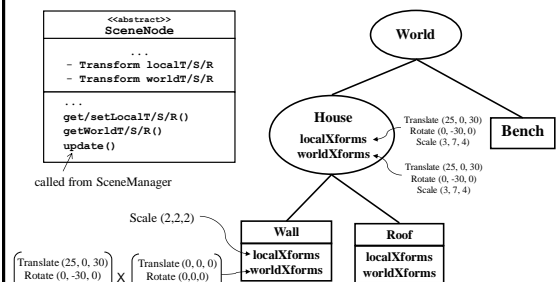 <<abstract>>
SceneNode
...
- Transform localT/S/R
- Transform worldT/S/R
...
get/setLocalT/S/R()
getWorldT/S/R()
update()
called from SceneManager
World
House
localXforms
worldXforms
Translate (25, 0, 30)
Rotate (0, -30, 0)
Scale (3, 7, 4)
Translate (25, 0, 30)
Rotate (0, -30, 0)
Scale (3, 7, 4)
Bench
Scale (2,2,2)
Wall
localXforms
worldXforms
Roof
localXforms
worldXforms
Translate (25, 0, 30)
Rotate (0, -30, 0)
X
Translate (0, 0, 0)
Rotate (0,0,0)